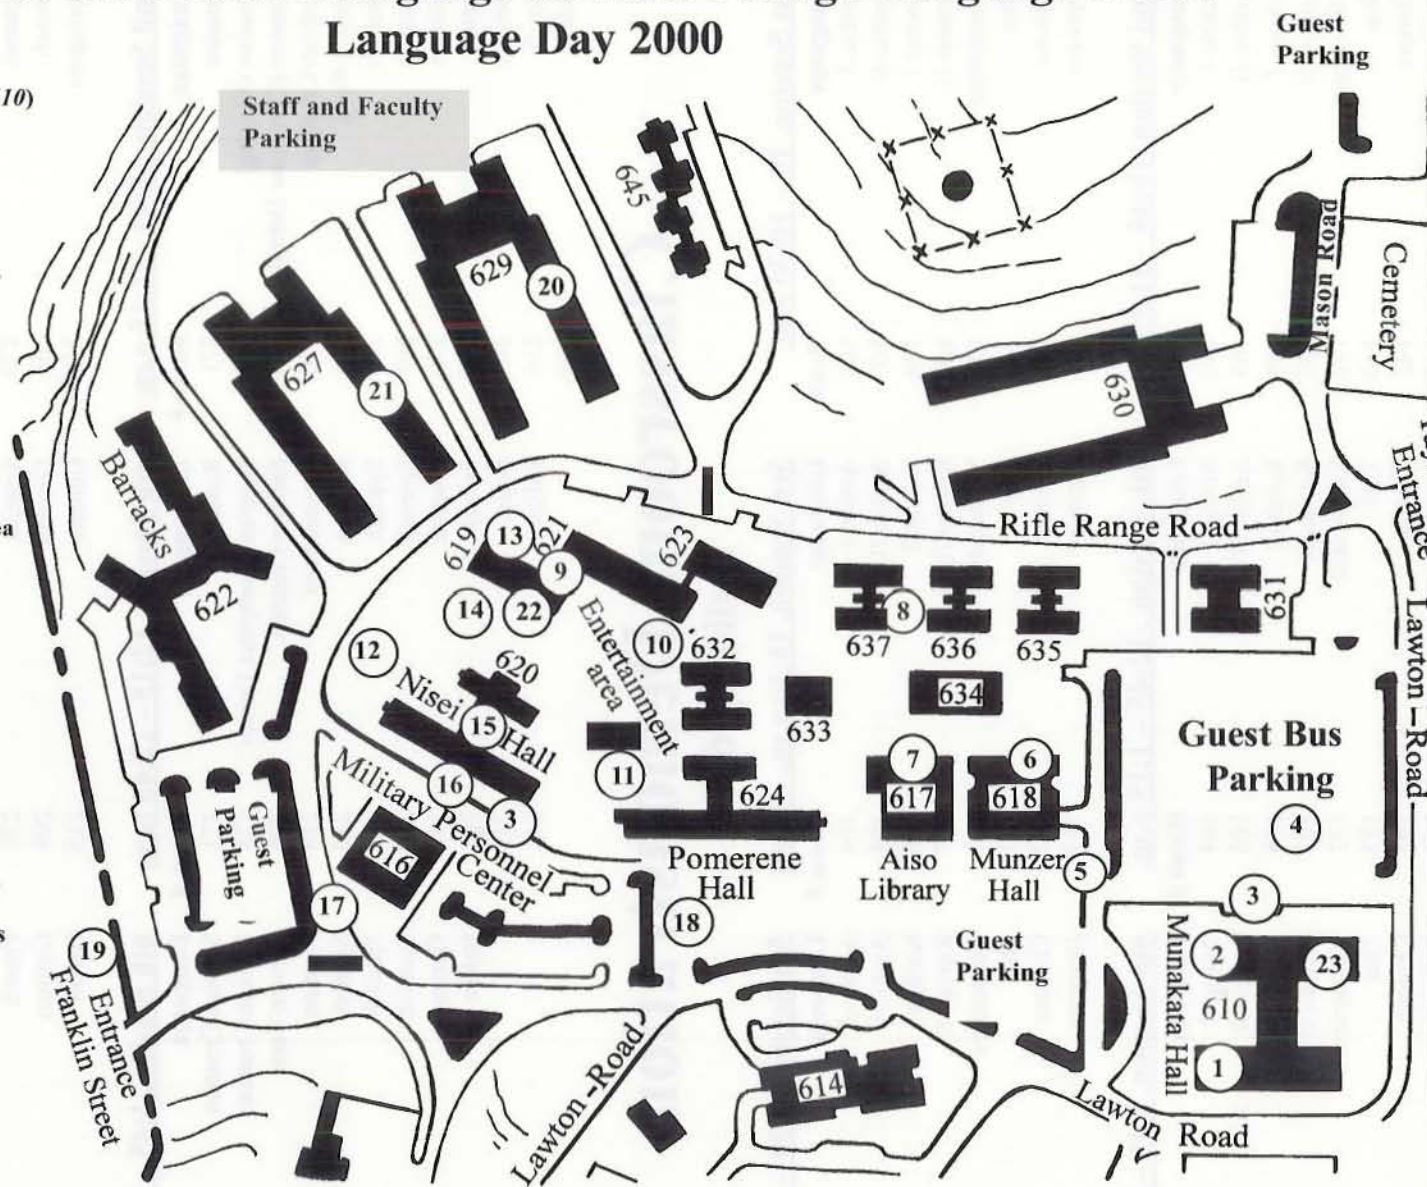 Language Day 2000
Guest
Parking
10)
Staff and Faculty
Parking
645
629
20
627
21
Mason Road
Cemetery
630
Entrance
Barracks
622
Rifle Range Road
619
13
621
9
623
14
22
Entertainment
area
10
632
637
8
636
635
631
12
620
Nisei
15
Hall
16
3
11
633
634
Military Personnel
Center
616
624
Pomerene
Hall
7
617
Aiso
Library
6
618
Munzer
Hall
5
Guest Bus
Parking
4
3
Lawton-Road
Guest
Parking
17
18
19
Entrance
Franklin Street
Guest
Parking
Munakata Hall
2
23
610
1
614
Lawton-Road
Lawton
Road